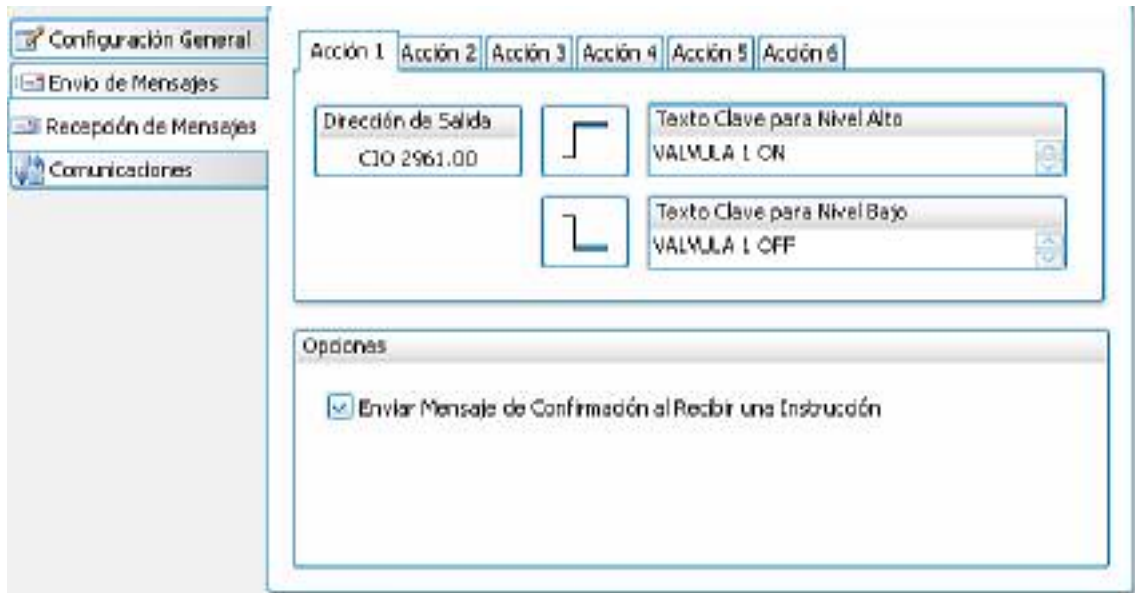 Configuración General
Envio de Mensajes
Recepción de Mensajes
Comunicaciones
Acción 1 Acción 2 Acción 3 Acción 4 Acción 5 Acción 6
Dirección de Salida
CIO 2961.00
Texto Clave para Nivel Alto
VALVULA 1 ON
Texto Clave para Nivel Bajo
VALVULA 1 OFF
Opciones
Enviar Mensaje de Confirmación al Recibir una Instrucción